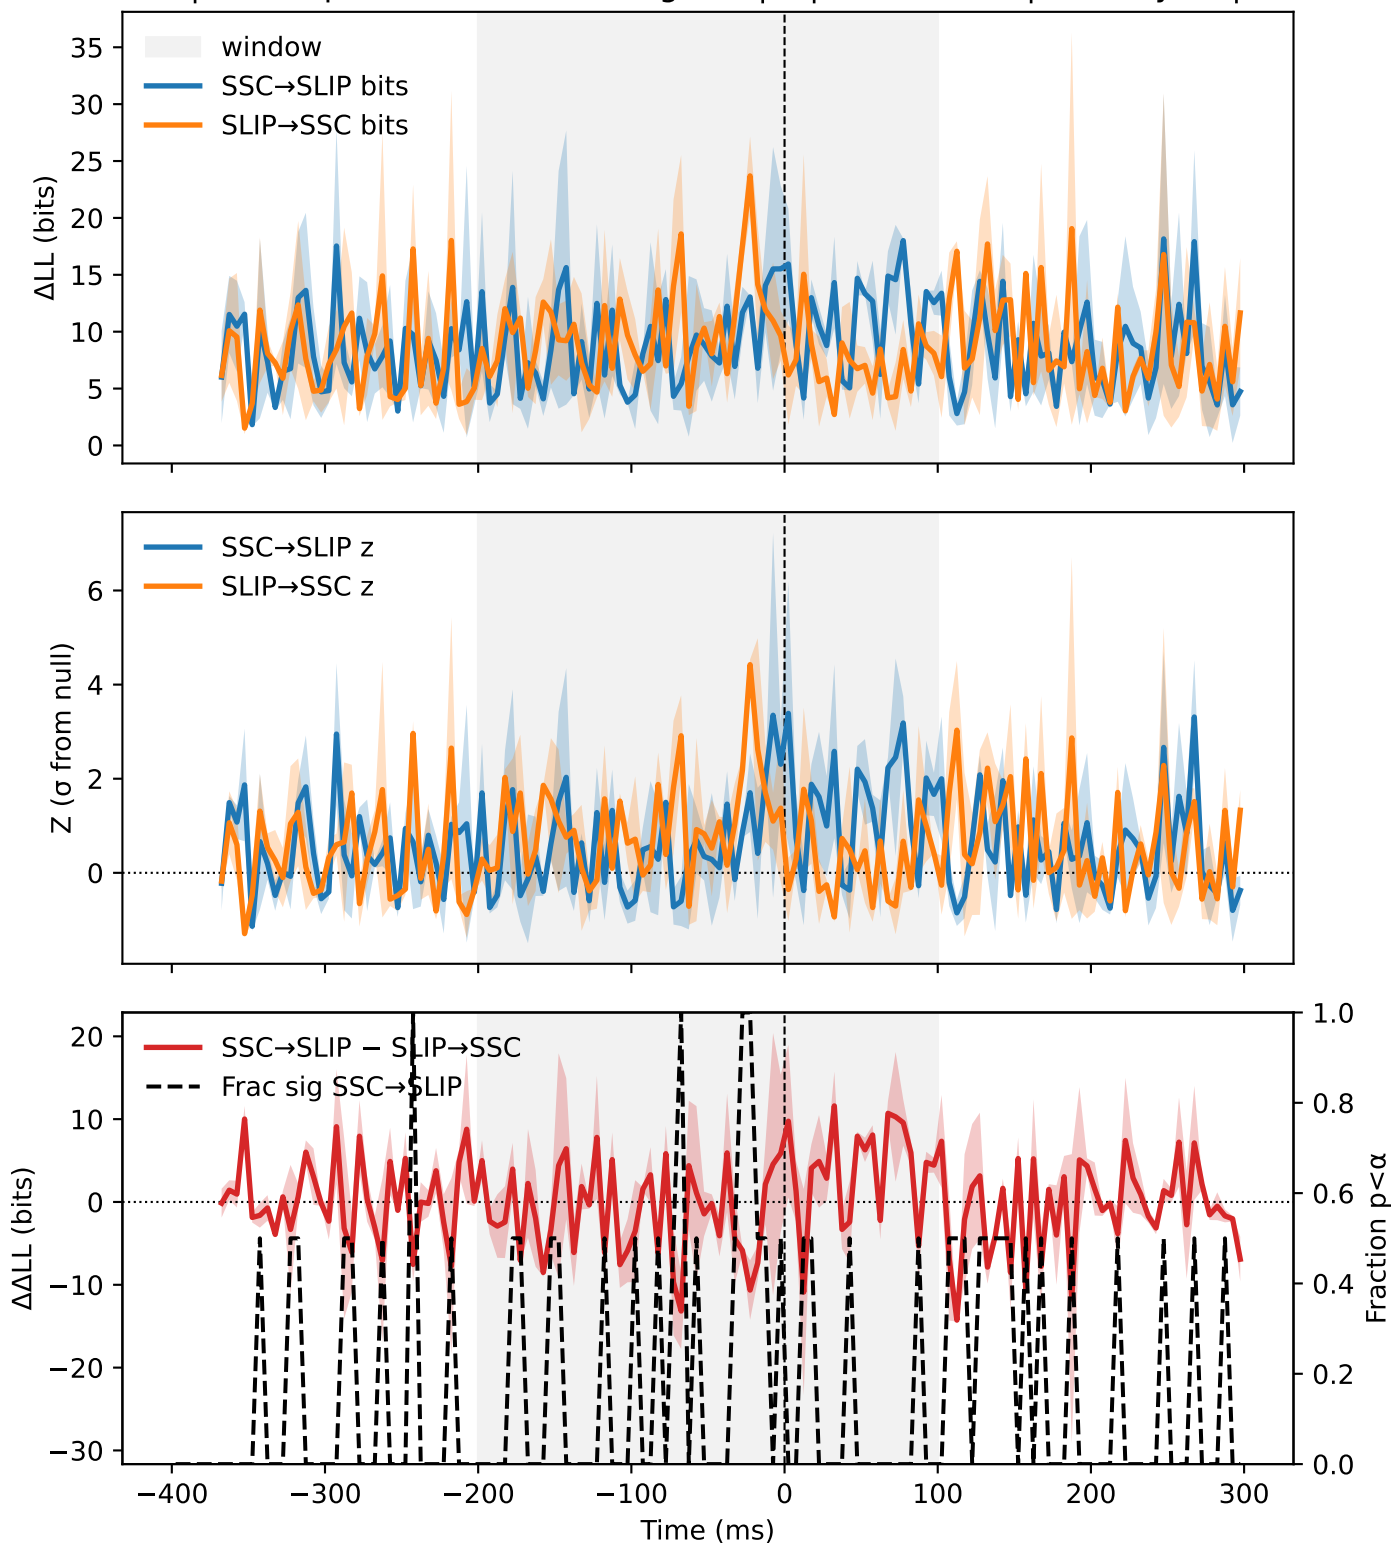 35
30
25
20
15
10
5
0
ΔLL (bits)
window
SSC→SLIP bits
SLIP→SSC bits
6
4
2
0
Z (σ from null)
SSC→SLIP z
SLIP→SSC z
20
10
0
−10
−20
−30
ΔΔLL (bits)
SSC→SLIP − SLIP→SSC
Frac sig SSC→SLIP
1.0
0.8
0.6
0.4
0.2
0.0
Fraction p<α
−400 −300 −200 −100 0 100 200 300
Time (ms)